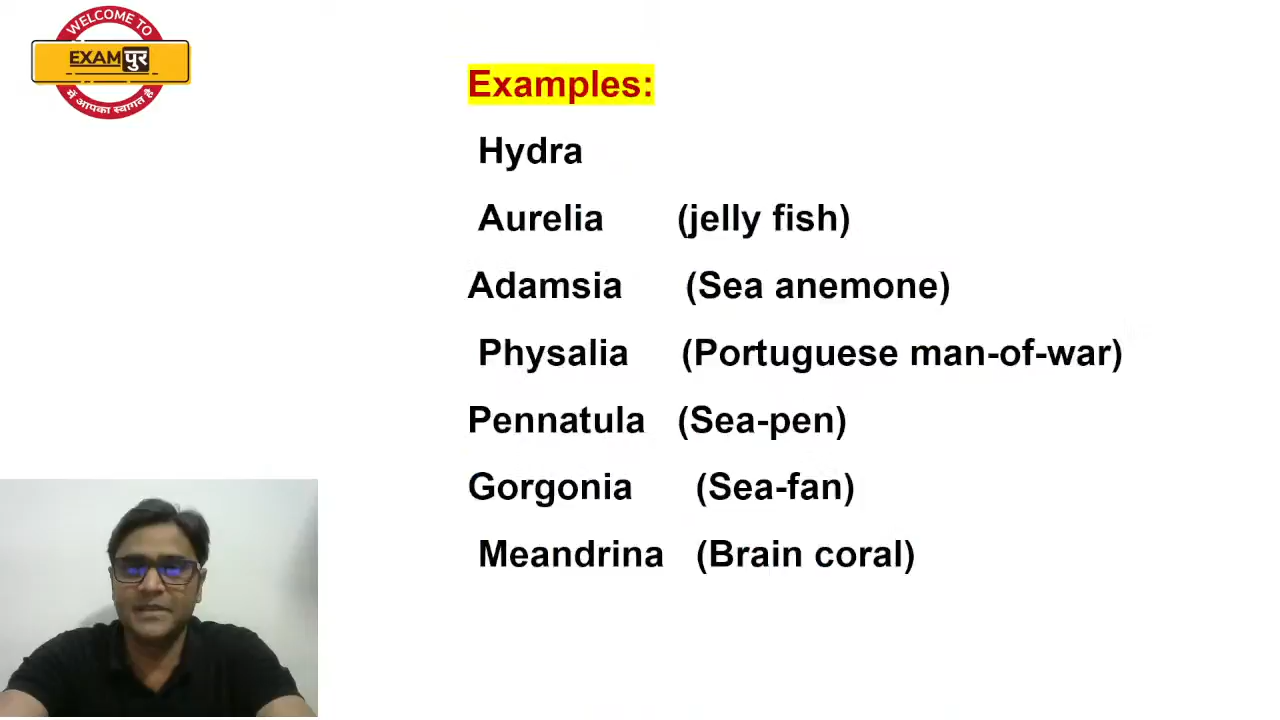 WELCOME TO
EXAMपुर
में आपका स्वागत है
Examples:
Hydra
Aurelia (jelly fish)
Adamsia (Sea anemone)
Physalia (Portuguese man-of-war)
Pennatula (Sea-pen)
Gorgonia (Sea-fan)
Meandrina (Brain coral)